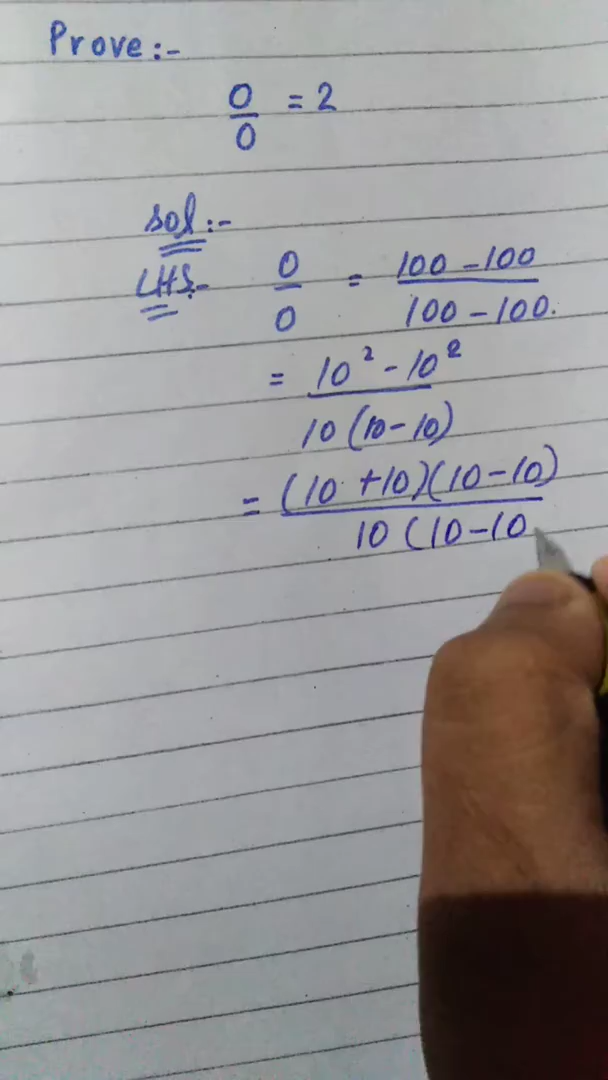 Prove:-
0/0 = 2
Sol:-
LHS:- 0/0 = (100 - 100)/(100 - 100.)
= (10² - 10²)/(10(10 - 10))
= ((10 + 10)(10 - 10))/(10(10 - 10